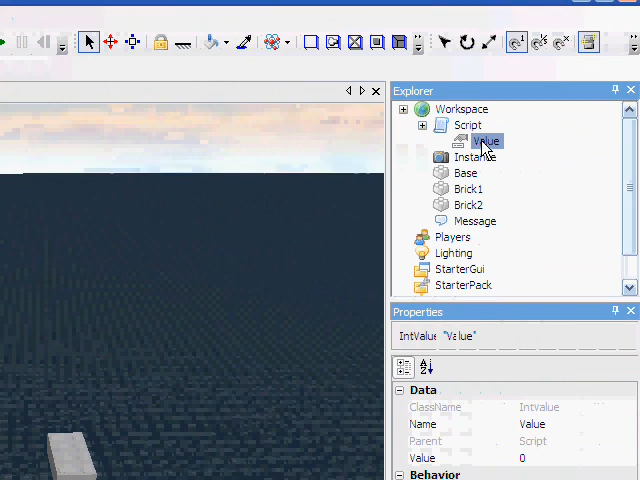 Explorer
Workspace
Script
Value
Instance
Base
Brick1
Brick2
Message
Players
Lighting
StarterGui
StarterPack
Properties
IntValue "Value"
Data
ClassName IntValue
Name Value
Parent Script
Value 0
Behavior